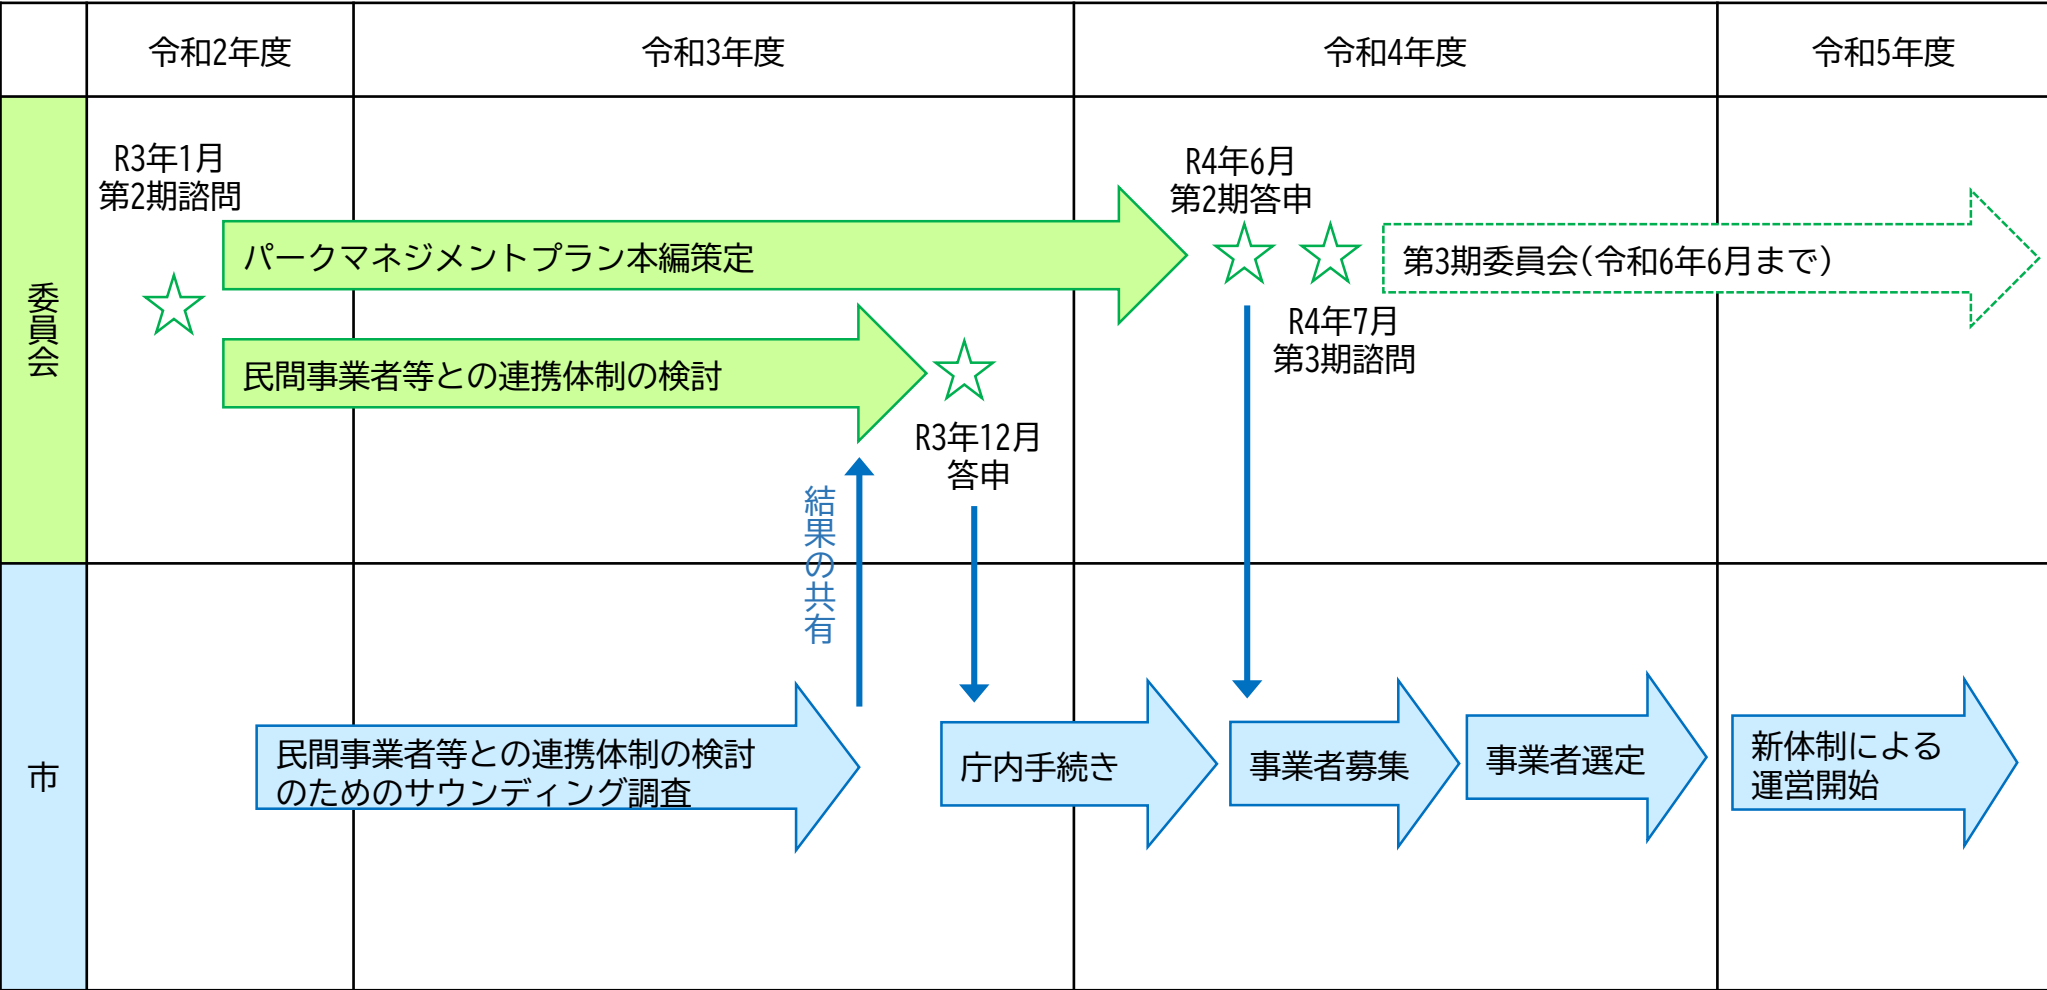 令和2年度
令和3年度
令和4年度
令和5年度
委員会
R3年1月
第2期諮問
パークマネジメントプラン本編策定
民間事業者等との連携体制の検討
R3年12月
答申
R4年6月
第2期答申
R4年7月
第3期諮問
第3期委員会(令和6年6月まで)
結果の共有
市
民間事業者等との連携体制の検討
のためのサウンディング調査
庁内手続き
事業者募集
事業者選定
新体制による
運営開始